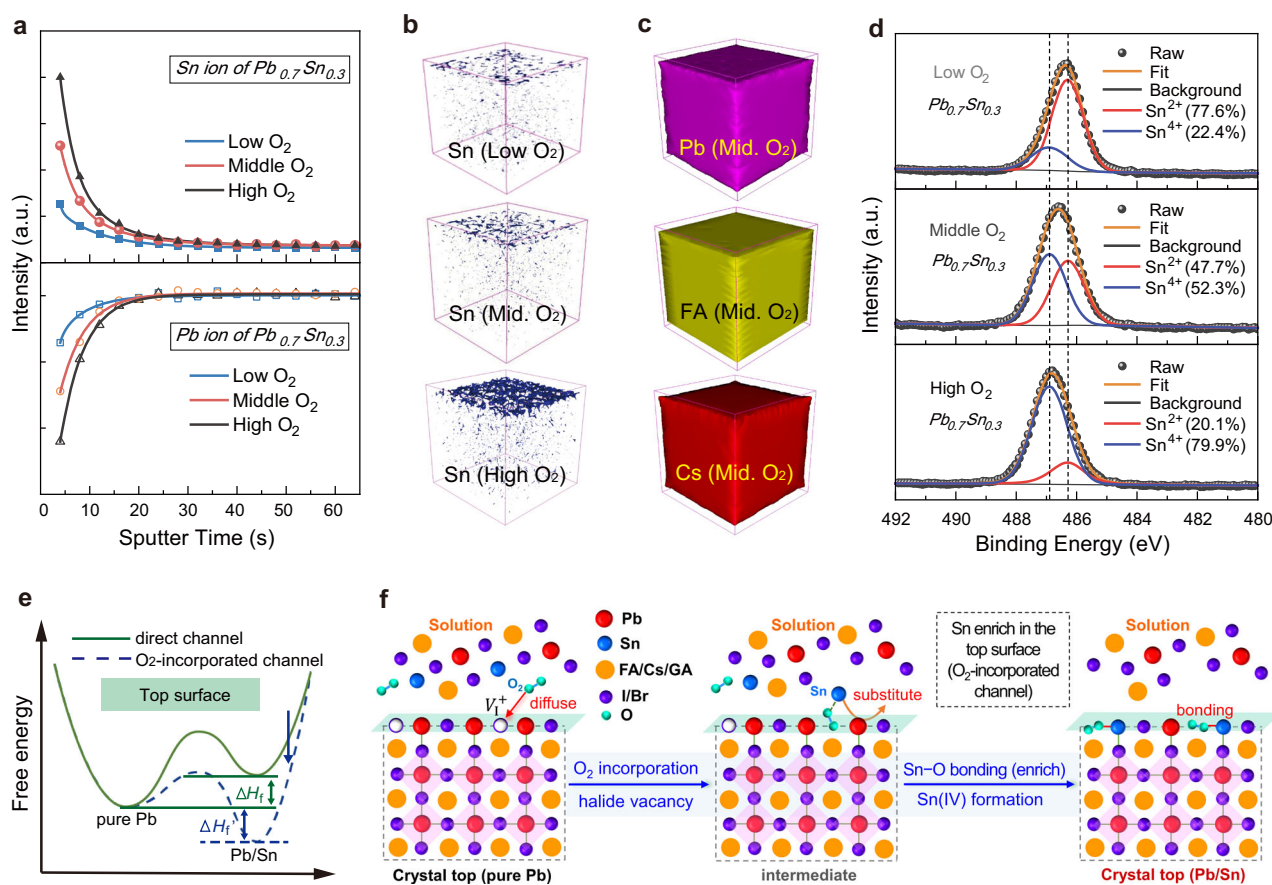 a
Sn ion of Pb0.7Sn0.3
Low O2
Middle O2
High O2
Pb ion of Pb0.7Sn0.3
Low O2
Middle O2
High O2
Intensity (a.u.)
0 10 20 30 40 50 60
Sputter Time (s)
b
Sn (Low O2)
Sn (Mid. O2)
Sn (High O2)
c
Pb (Mid. O2)
FA (Mid. O2)
Cs (Mid. O2)
d
Low O2
Pb0.7Sn0.3
Raw
Fit
Background
Sn2+ (77.6%)
Sn4+ (22.4%)
Middle O2
Pb0.7Sn0.3
Raw
Fit
Background
Sn2+ (47.7%)
Sn4+ (52.3%)
High O2
Pb0.7Sn0.3
Raw
Fit
Background
Sn2+ (20.1%)
Sn4+ (79.9%)
Intensity (a.u.)
492 490 488 486 484 482 480
Binding Energy (eV)
e
direct channel
O2-incorporated channel
Top surface
Free energy
ΔHf
pure Pb
ΔHf'
Pb/Sn
f
Solution
O2
VI+
diffuse
Pb
Sn
FA/Cs/GA
I/Br
O
Crystal top (pure Pb)
O2 incorporation
halide vacancy
Solution
Sn
substitute
intermediate
Sn enrich in the
top surface
(O2-incorporated
channel)
Sn−O bonding (enrich)
Sn(IV) formation
Solution
bonding
Crystal top (Pb/Sn)